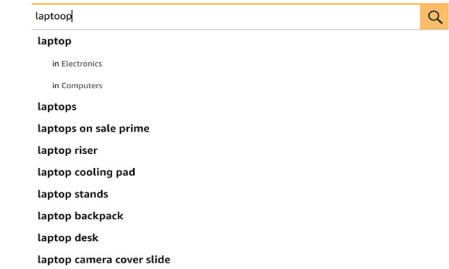 laptoop
laptop
in Electronics
in Computers
laptops
laptops on sale prime
laptop riser
laptop cooling pad
laptop stands
laptop backpack
laptop desk
laptop camera cover slide